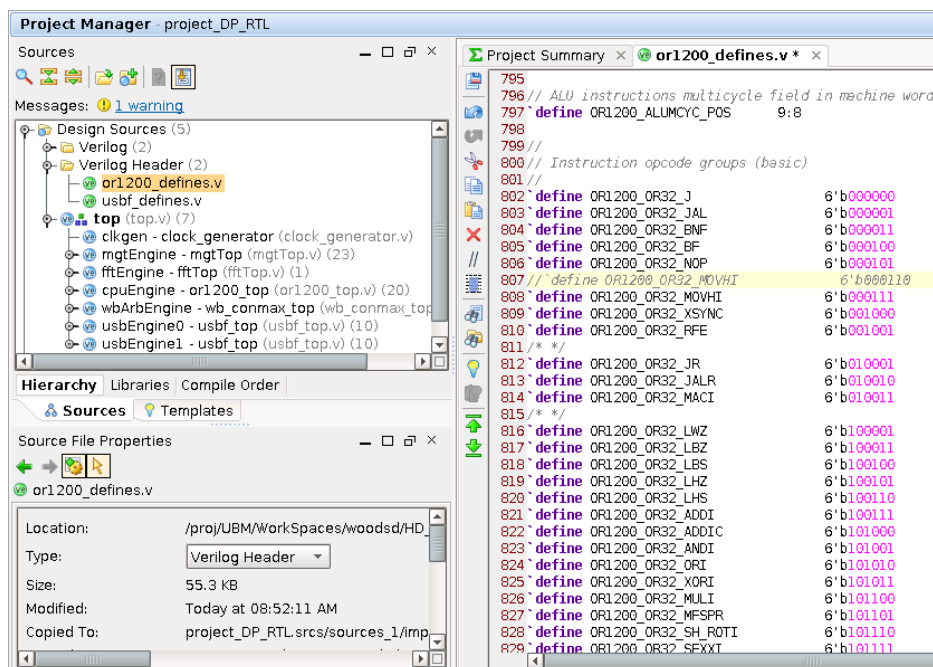 Project Manager - project_DP_RTL
Sources
Messages: 1 warning
Design Sources (5)
Verilog (2)
Verilog Header (2)
or1200_defines.v
usbf_defines.v
top (top.v) (7)
clkgen - clock_generator (clock_generator.v)
mgtEngine - mgtTop (mgtTop.v) (23)
fftEngine - fftTop (fftTop.v) (1)
cpuEngine - or1200_top (or1200_top.v) (20)
wbArbEngine - wb_conmax_top (wb_conmax_top
usbEngine0 - usbf_top (usbf_top.v) (10)
usbEngine1 - usbf_top (usbf_top.v) (10)
Hierarchy Libraries Compile Order
Sources Templates
Source File Properties
or1200_defines.v
Location: /proj/UBM/WorkSpaces/woodsd/HD_
Type: Verilog Header
Size: 55.3 KB
Modified: Today at 08:52:11 AM
Copied To: project_DP_RTL.srcs/sources_1/imp
Project Summary or1200_defines.v *
795
796 // ALU instructions multicycle field in machine word
797 `define OR1200_ALUMCYC_POS 9:8
798
799 //
800 // Instruction opcode groups (basic)
801 //
802 `define OR1200_OR32_J 6'b000000
803 `define OR1200_OR32_JAL 6'b000001
804 `define OR1200_OR32_BNF 6'b000011
805 `define OR1200_OR32_BF 6'b000100
806 `define OR1200_OR32_NOP 6'b000101
807 //`define OR1200_OR32_MOVHI 6'b000110
808 `define OR1200_OR32_MOVHI 6'b000111
809 `define OR1200_OR32_XSYNC 6'b001000
810 `define OR1200_OR32_RFE 6'b001001
811 /* */
812 `define OR1200_OR32_JR 6'b010001
813 `define OR1200_OR32_JALR 6'b010010
814 `define OR1200_OR32_MACI 6'b010011
815 /* */
816 `define OR1200_OR32_LWZ 6'b100001
817 `define OR1200_OR32_LBZ 6'b100011
818 `define OR1200_OR32_LBS 6'b100100
819 `define OR1200_OR32_LHZ 6'b100101
820 `define OR1200_OR32_LHS 6'b100110
821 `define OR1200_OR32_ADDI 6'b100111
822 `define OR1200_OR32_ADDIC 6'b101000
823 `define OR1200_OR32_ANDI 6'b101001
824 `define OR1200_OR32_ORI 6'b101010
825 `define OR1200_OR32_XORI 6'b101011
826 `define OR1200_OR32_MULI 6'b101100
827 `define OR1200_OR32_MFSPR 6'b101101
828 `define OR1200_OR32_SH_ROTI 6'b101110
829 `define OR1200_OR32_SFXXI 6'b101111